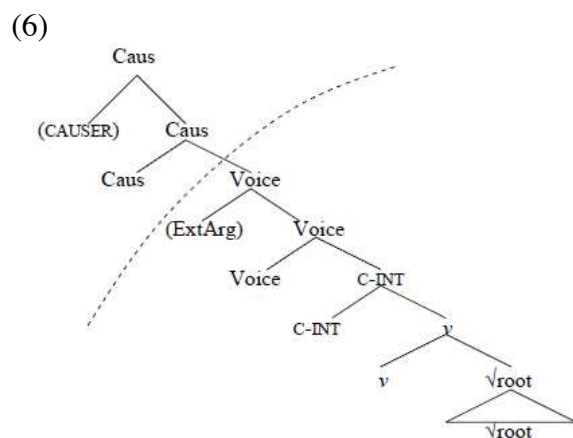 (6)
Caus
(CAUSER) Caus
Caus Voice
(ExtArg) Voice
Voice C-INT
C-INT v
v √root
√root